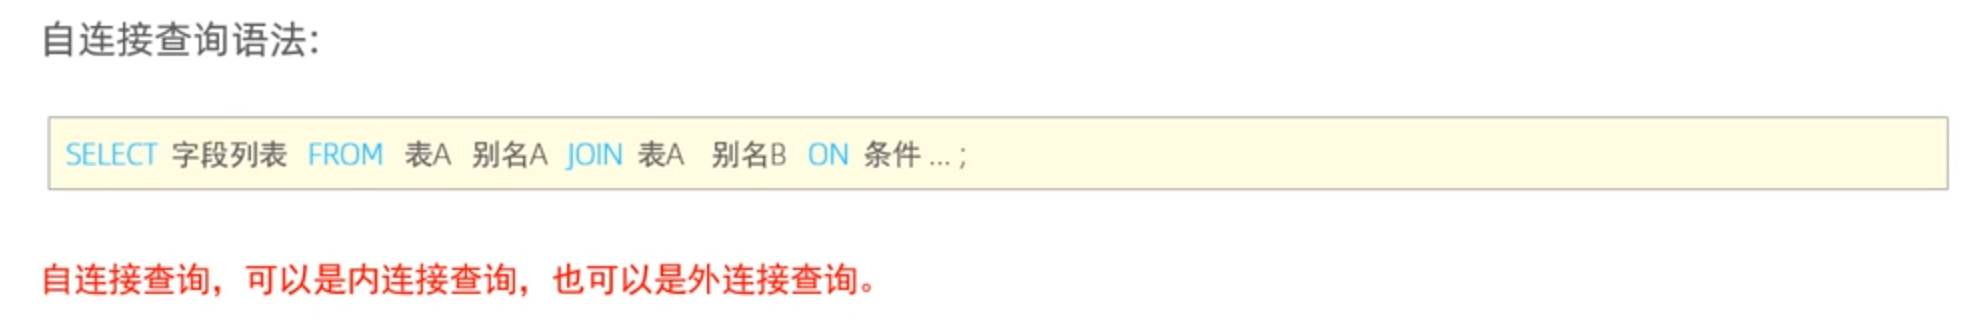 自连接查询语法:
SELECT 字段列表 FROM 表A 别名A JOIN 表A 别名B ON 条件 ... ;
自连接查询，可以是内连接查询，也可以是外连接查询。